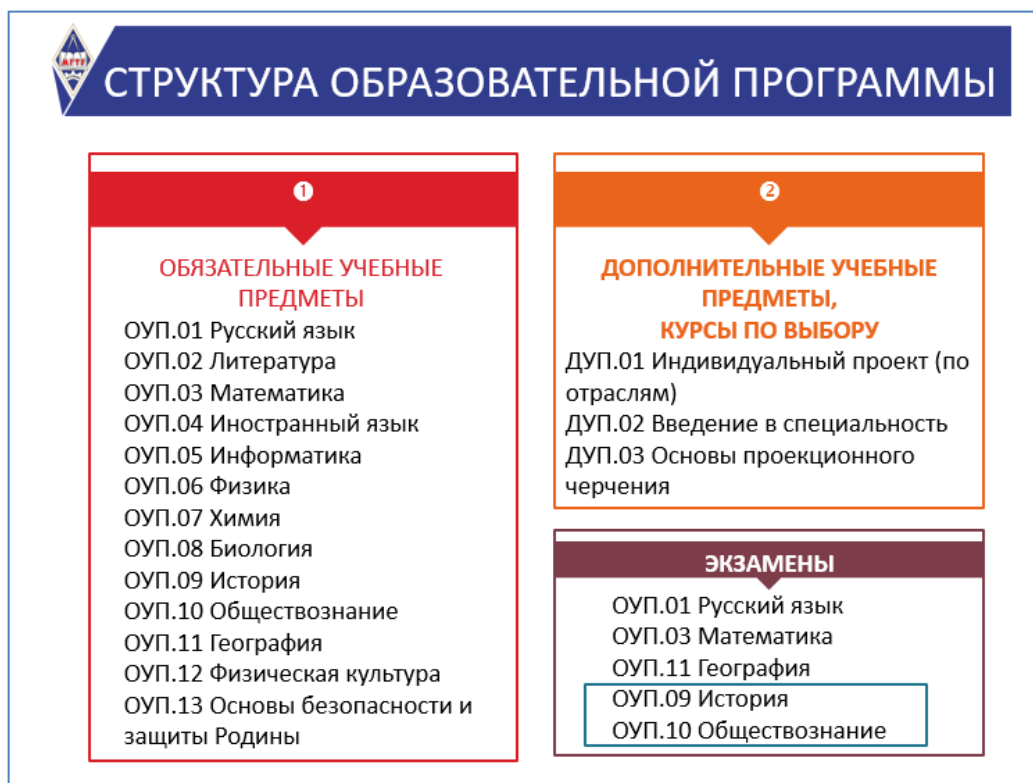 МГТУ
СТРУКТУРА ОБРАЗОВАТЕЛЬНОЙ ПРОГРАММЫ
1
ОБЯЗАТЕЛЬНЫЕ УЧЕБНЫЕ
ПРЕДМЕТЫ
ОУП.01 Русский язык
ОУП.02 Литература
ОУП.03 Математика
ОУП.04 Иностранный язык
ОУП.05 Информатика
ОУП.06 Физика
ОУП.07 Химия
ОУП.08 Биология
ОУП.09 История
ОУП.10 Обществознание
ОУП.11 География
ОУП.12 Физическая культура
ОУП.13 Основы безопасности и
защиты Родины
2
ДОПОЛНИТЕЛЬНЫЕ УЧЕБНЫЕ
ПРЕДМЕТЫ,
КУРСЫ ПО ВЫБОРУ
ДУП.01 Индивидуальный проект (по
отраслям)
ДУП.02 Введение в специальность
ДУП.03 Основы проекционного
черчения
ЭКЗАМЕНЫ
ОУП.01 Русский язык
ОУП.03 Математика
ОУП.11 География
ОУП.09 История
ОУП.10 Обществознание